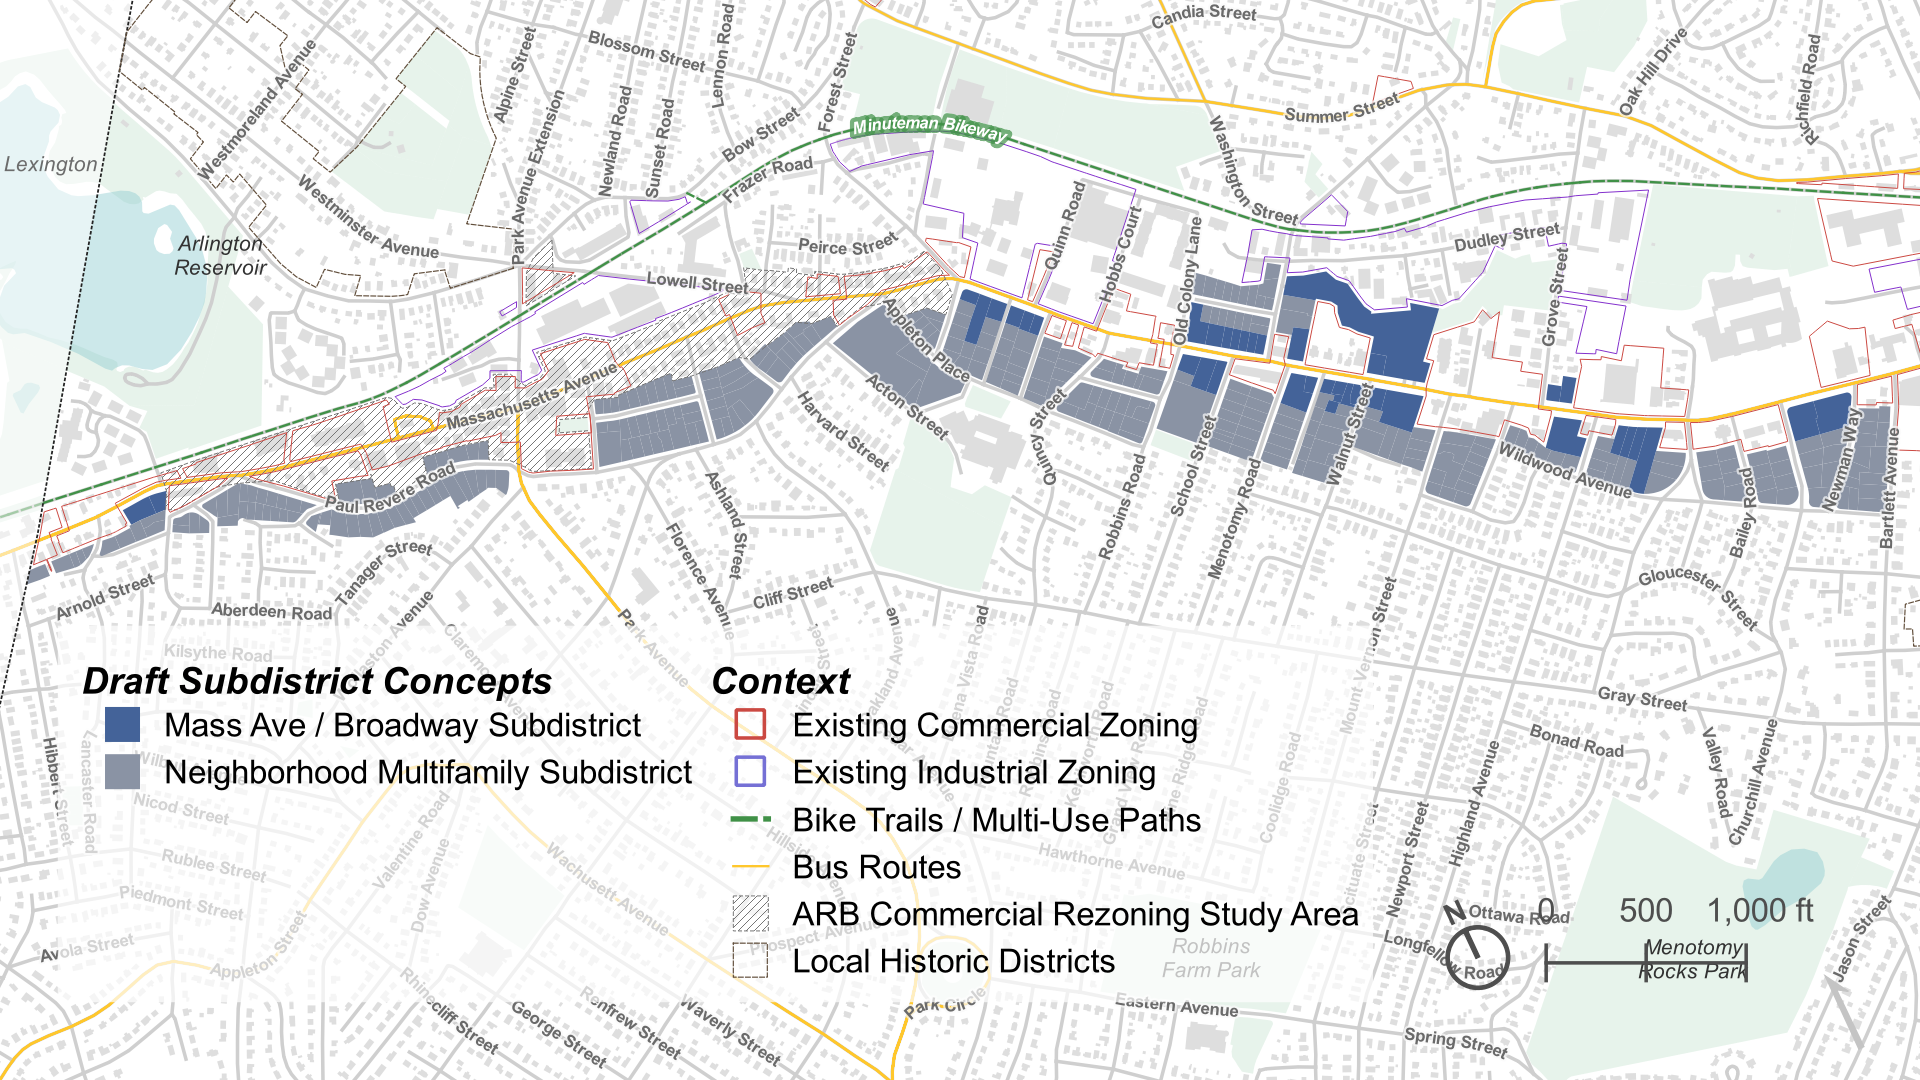 Candia Street
Blossom Street
Lennon Road
Alpine Street
Forest Street
Oak Hill Drive
Richfield Road
Westmoreland Avenue
Newland Road
Sunset Road
Bow Street
Minuteman Bikeway
Summer Street
Washington Street
Lexington
Park Avenue Extension
Frazer Road
Westminster Avenue
Quinn Road
Hobbs Court
Old Colony Lane
Dudley Street
Grove Street
Arlington
Reservoir
Peirce Street
Lowell Street
Appleton Place
Massachusetts Avenue
Acton Street
Harvard Street
Quincy Street
School Street
Walnut Street
Wildwood Avenue
Newman Way
Bartlett Avenue
Bailey Road
Paul Revere Road
Ashland Street
Robbins Road
Menotomy Road
Florence Avenue
Tanager Street
Arnold Street
Aberdeen Road
Cliff Street
Gloucester Street
Park Avenue
Mount Vernon Street
Kilsythe Road
Gray Street
Bonad Road
Valley Road
Churchill Avenue
Draft Subdistrict Concepts
Mass Ave / Broadway Subdistrict
Neighborhood Multifamily Subdistrict
Context
Existing Commercial Zoning
Existing Industrial Zoning
Bike Trails / Multi-Use Paths
Bus Routes
ARB Commercial Rezoning Study Area
Local Historic Districts
Hibbert Street
Lancaster Road
Nicod Street
Rublee Street
Piedmont Street
Avola Street
Appleton Street
Valentine Road
Dow Avenue
Wachusett Avenue
Hawthorne Avenue
Coolidge Road
Prospect Avenue
Newport Street
Highland Avenue
Robbins
Farm Park
Ottawa Road
Longfellow Road
N
0 500 1,000 ft
Menotomy
Rocks Park
Jason Street
Rhinecliff Street
George Street
Renfrew Street
Waverly Street
Park Circle
Eastern Avenue
Spring Street